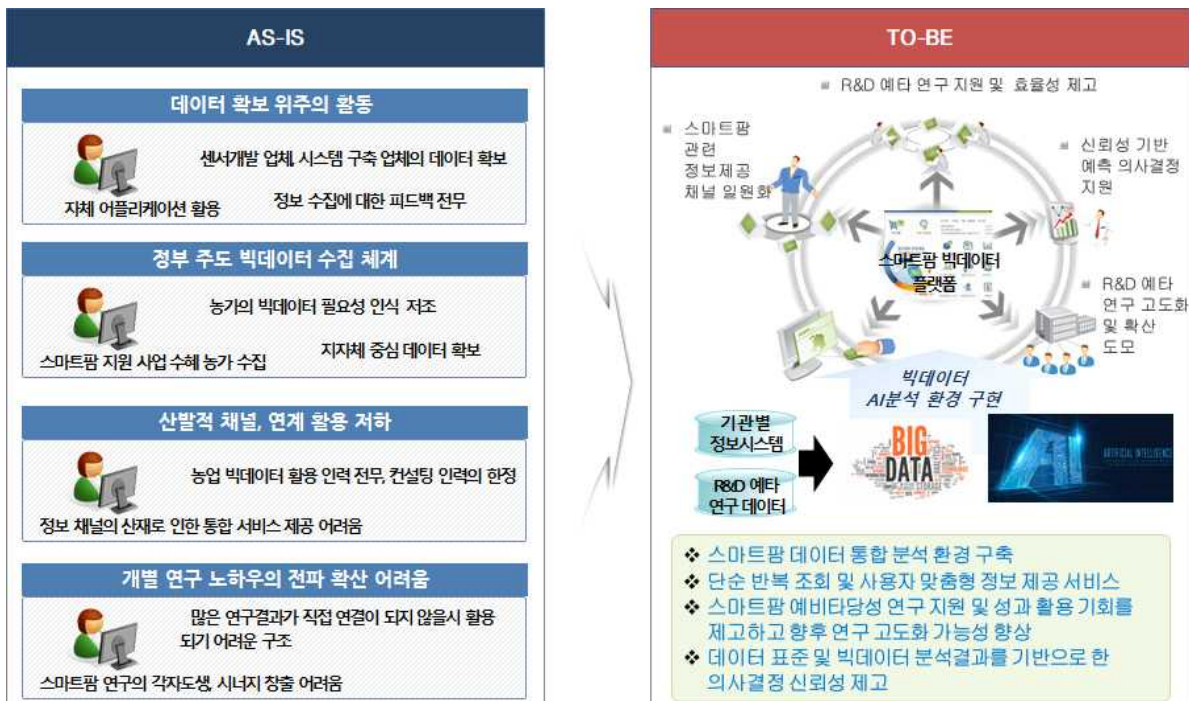 AS-IS
데이터 확보 위주의 활동
센서개발 업체, 시스템 구축 업체의 데이터 확보
정보 수집에 대한 피드백 전무
자체 어플리케이션 활용
정부 주도 빅데이터 수집 체계
농가의 빅데이터 필요성 인식 저조
지자체 중심 데이터 확보
스마트팜 지원 사업 수혜 농가 수집
산발적 채널, 연계 활용 저하
농업 빅데이터 활용 인력 전무, 컨설팅 인력의 한정
정보 채널의 산재로 인한 통합 서비스 제공 어려움
개별 연구 노하우의 전파 확산 어려움
많은 연구결과가 직접 연결이 되지 않을시 활용
되기 어려운 구조
스마트팜 연구의 각자도생, 시너지 창출 어려움
TO-BE
R&D 예타 연구 지원 및 효율성 제고
스마트팜
관련
정보제공
채널 일원화
신뢰성 기반
예측 의사결정
지원
스마트팜 빅데이터
플랫폼
R&D 예타
연구 고도화
및 확산
도모
빅데이터
AI분석 환경 구현
기관별
정보시스템
R&D 예타
연구 데이터
BIG
DATA
AI
ARTIFICIAL INTELLIGENCE
❖ 스마트팜 데이터 통합 분석 환경 구축
❖ 단순 반복 조회 및 사용자 맞춤형 정보 제공 서비스
❖ 스마트팜 예비타당성 연구 지원 및 성과 활용 기회를
제고하고 향후 연구 고도화 가능성 향상
❖ 데이터 표준 및 빅데이터 분석결과를 기반으로 한
의사결정 신뢰성 제고